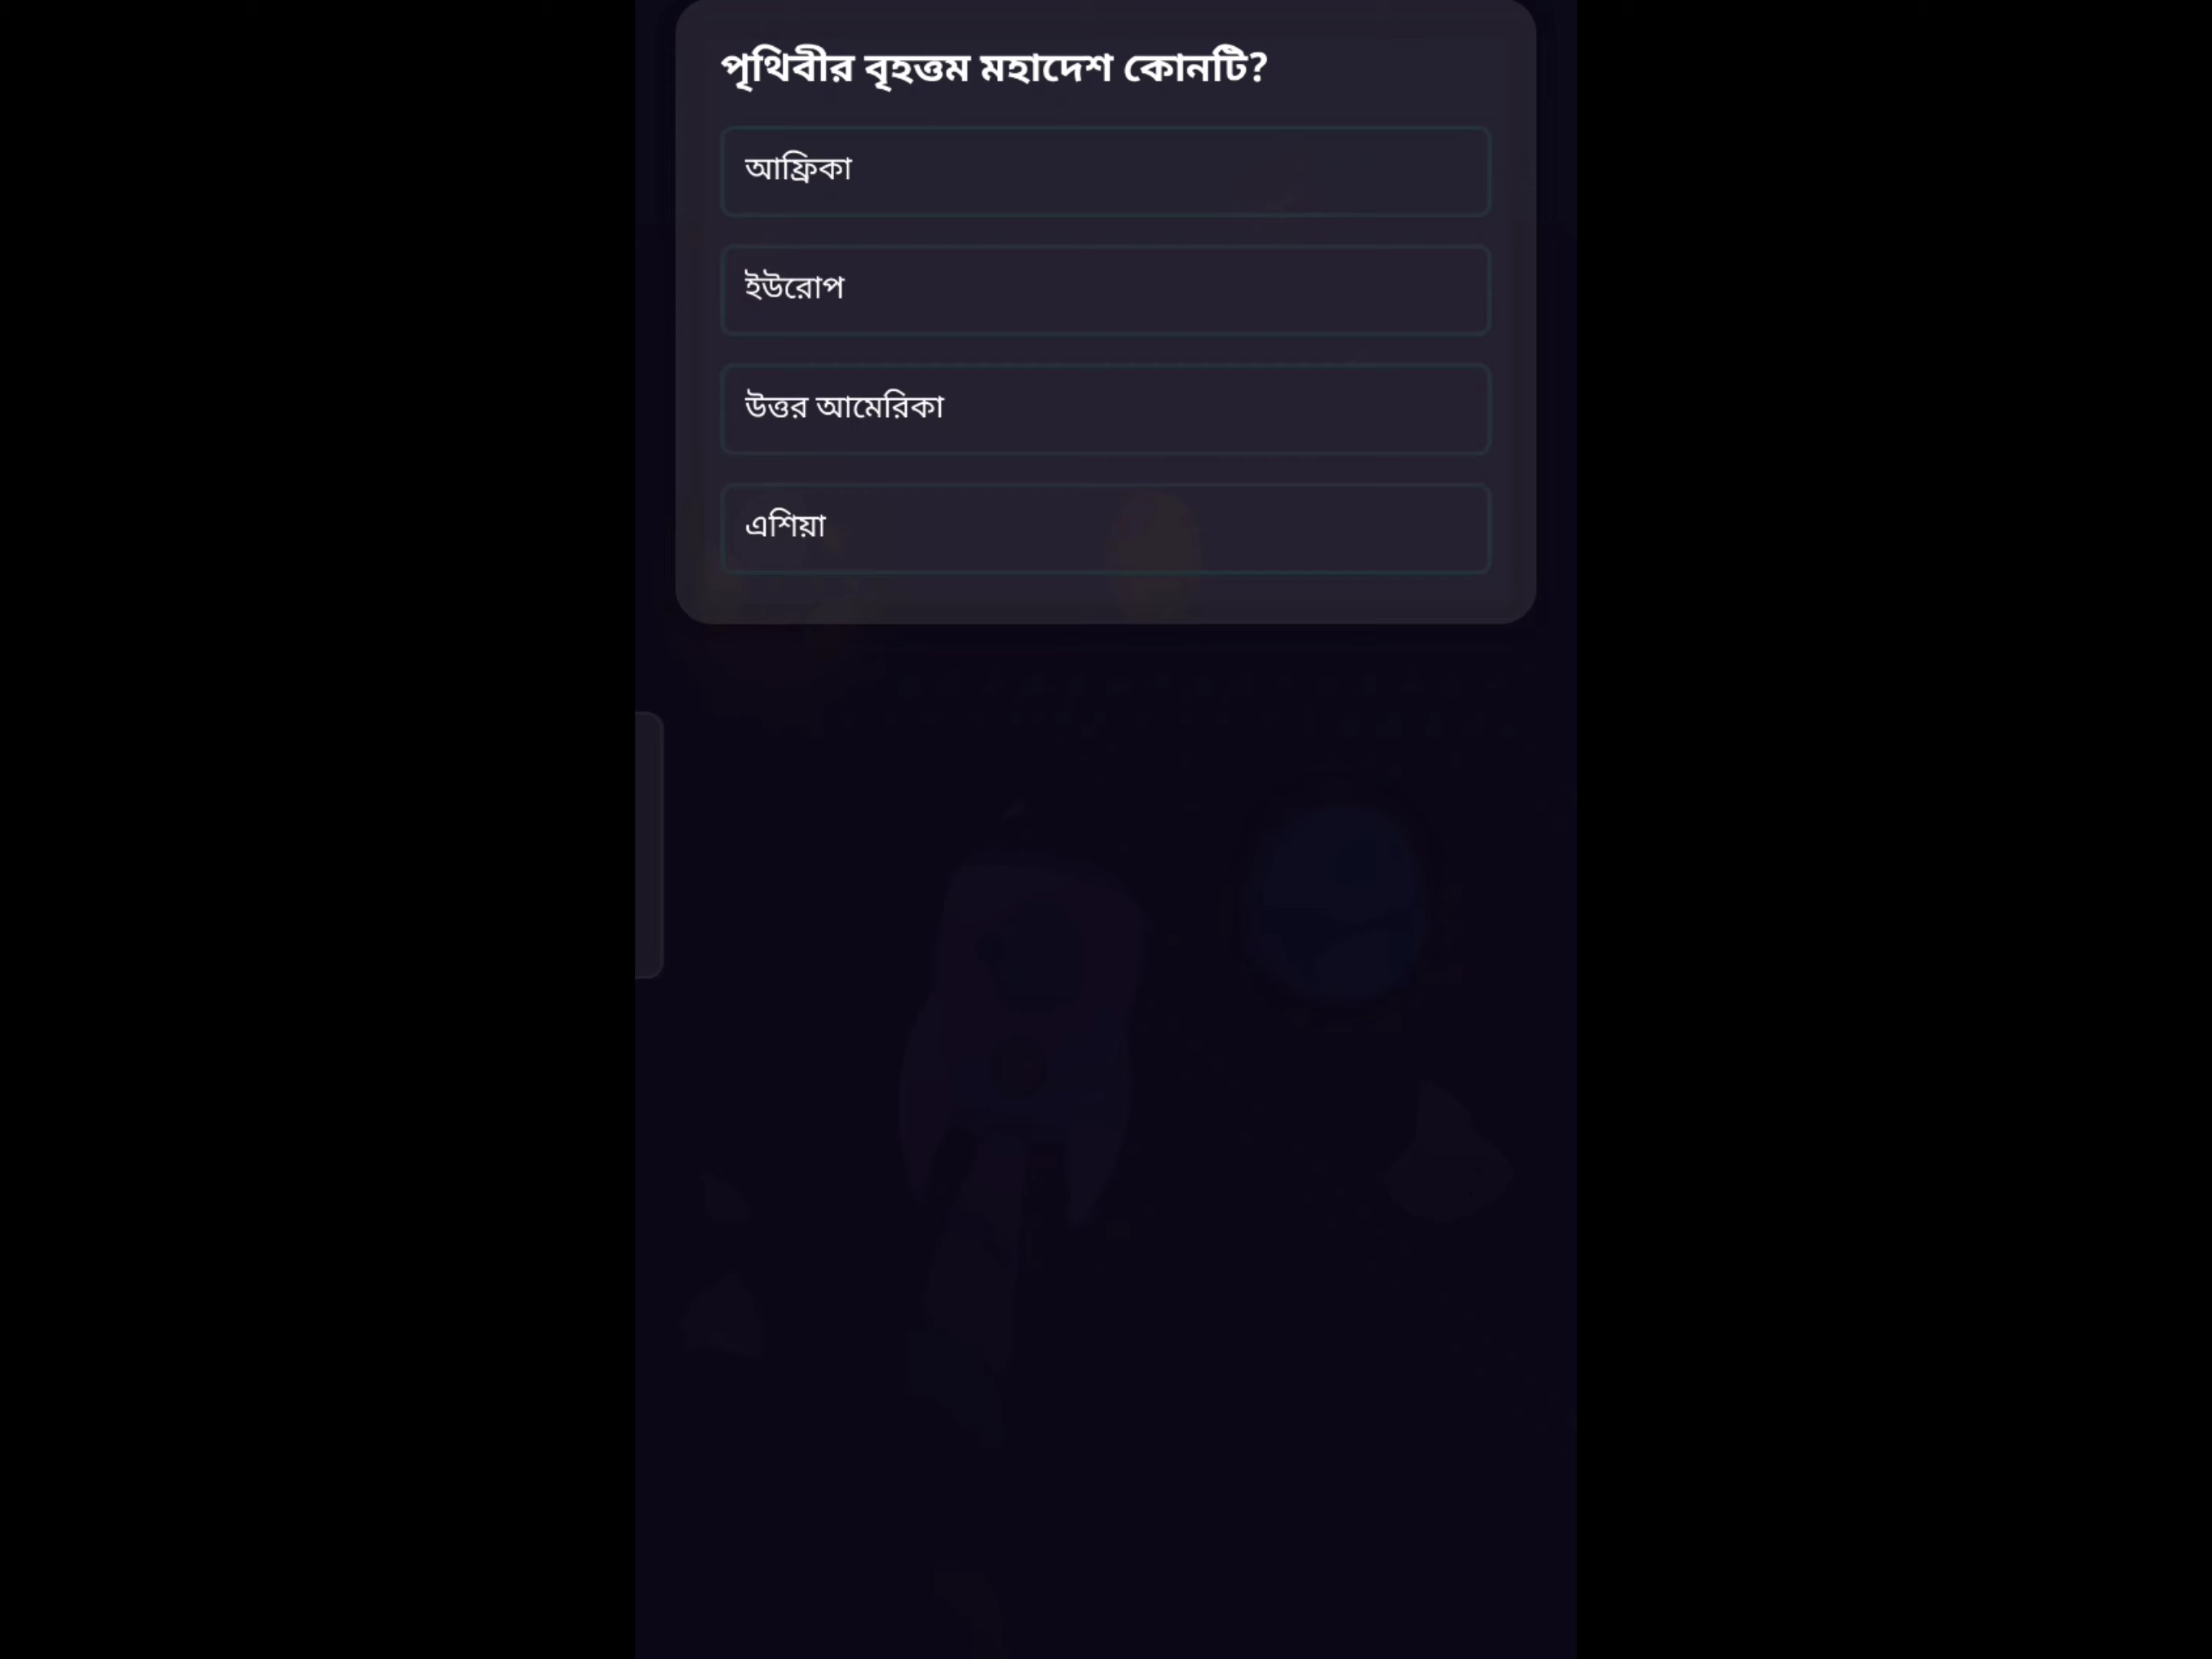 পৃথিবীর বৃহত্তম মহাদেশ কোনটি?
আফ্রিকা
ইউরোপ
উত্তর আমেরিকা
এশিয়া